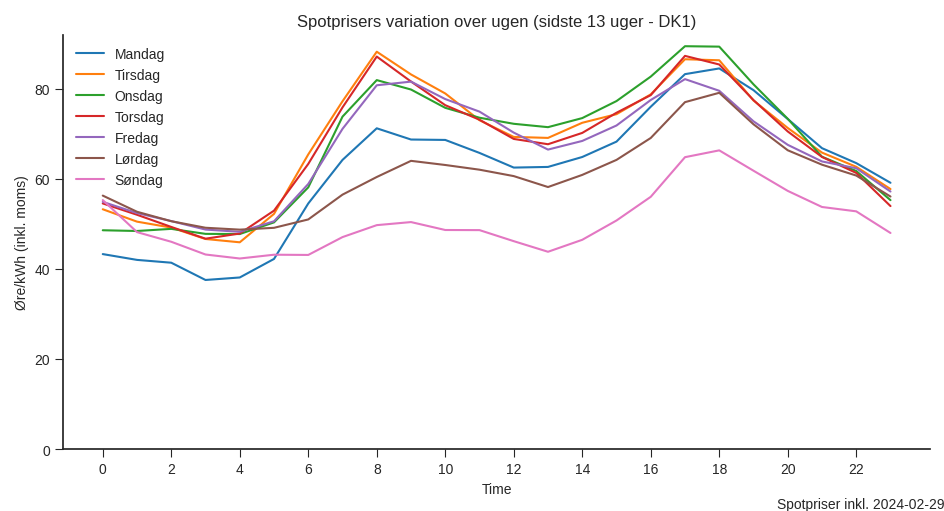 Spotprisers variation over ugen (sidste 13 uger - DK1)
Mandag
Tirsdag
Onsdag
Torsdag
Fredag
Lørdag
Søndag
Øre/kWh (inkl. moms)
80
60
40
20
0
0 2 4 6 8 10 12 14 16 18 20 22
Time
Spotpriser inkl. 2024-02-29